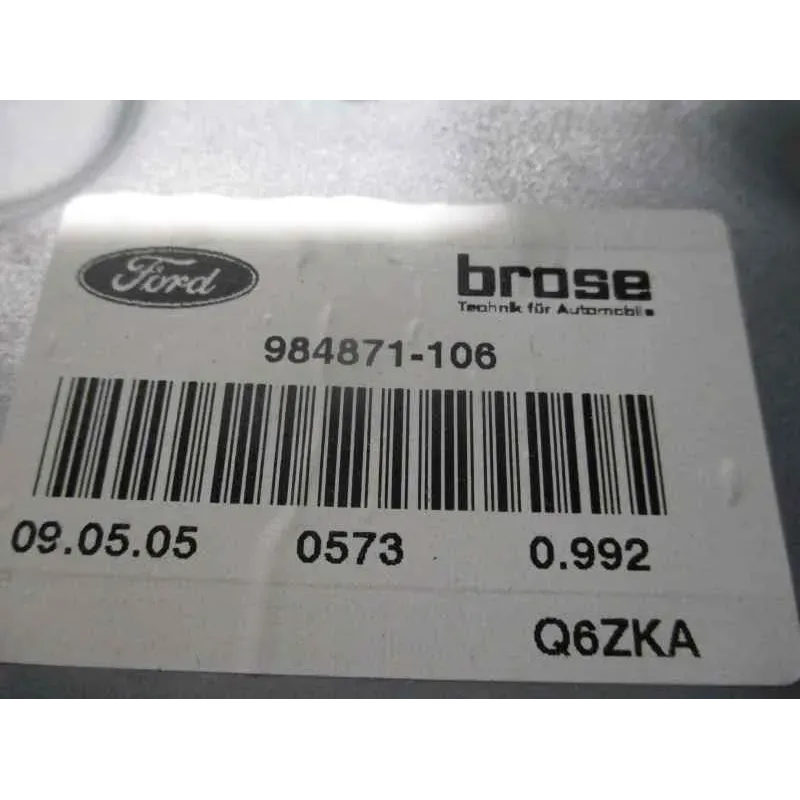 Ford brose
Technik für Automobile
984871-106
09.05.05 0573 0.992
Q6ZKA